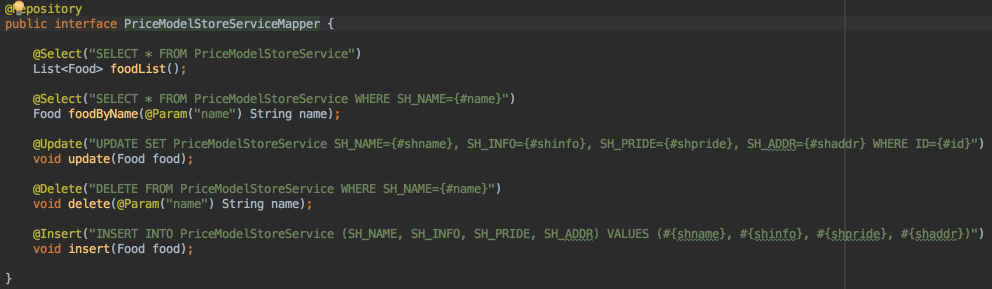 @Repository
public interface PriceModelStoreServiceMapper {
@Select("SELECT * FROM PriceModelStoreService")
List<Food> foodList();
@Select("SELECT * FROM PriceModelStoreService WHERE SH_NAME={#name}")
Food foodByName(@Param("name") String name);
@Update("UPDATE SET PriceModelStoreService SH_NAME={#shname}, SH_INFO={#shinfo}, SH_PRIDE={#shpride}, SH_ADDR={#shaddr} WHERE ID={#id}")
void update(Food food);
@Delete("DELETE FROM PriceModelStoreService WHERE SH_NAME={#name}")
void delete(@Param("name") String name);
@Insert("INSERT INTO PriceModelStoreService (SH_NAME, SH_INFO, SH_PRIDE, SH_ADDR) VALUES (#{shname}, #{shinfo}, #{shpride}, #{shaddr})")
void insert(Food food);
}